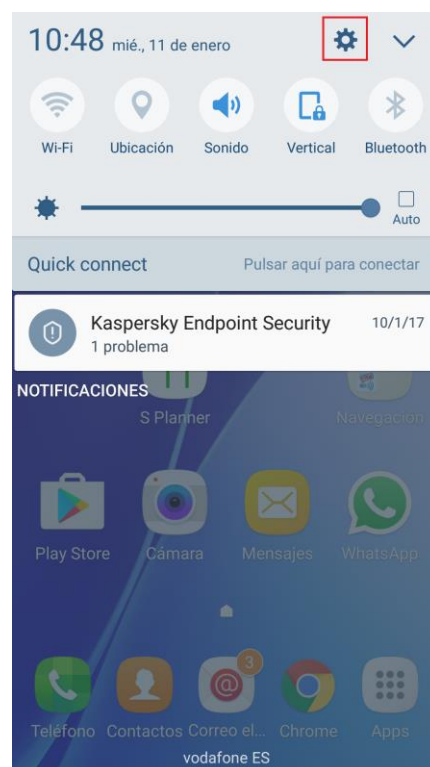 10:48 mié., 11 de enero
Wi-Fi Ubicación Sonido Vertical Bluetooth
Auto
Quick connect Pulsar aquí para conectar
Kaspersky Endpoint Security 10/1/17
1 problema
NOTIFICACIONES
S Planner Navegación
Play Store Cámara Mensajes WhatsApp
3
Teléfono Contactos Correo el... Chrome Apps
vodafone ES